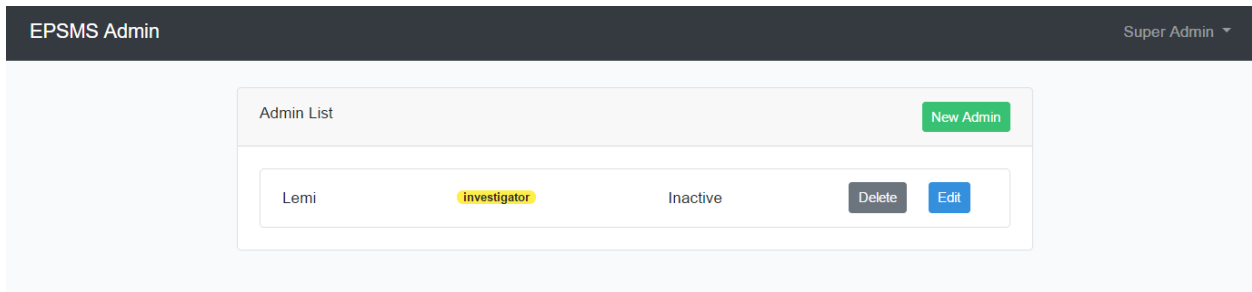 EPSMS Admin
Super Admin
Admin List
New Admin
Lemi
investigator
Inactive
Delete
Edit